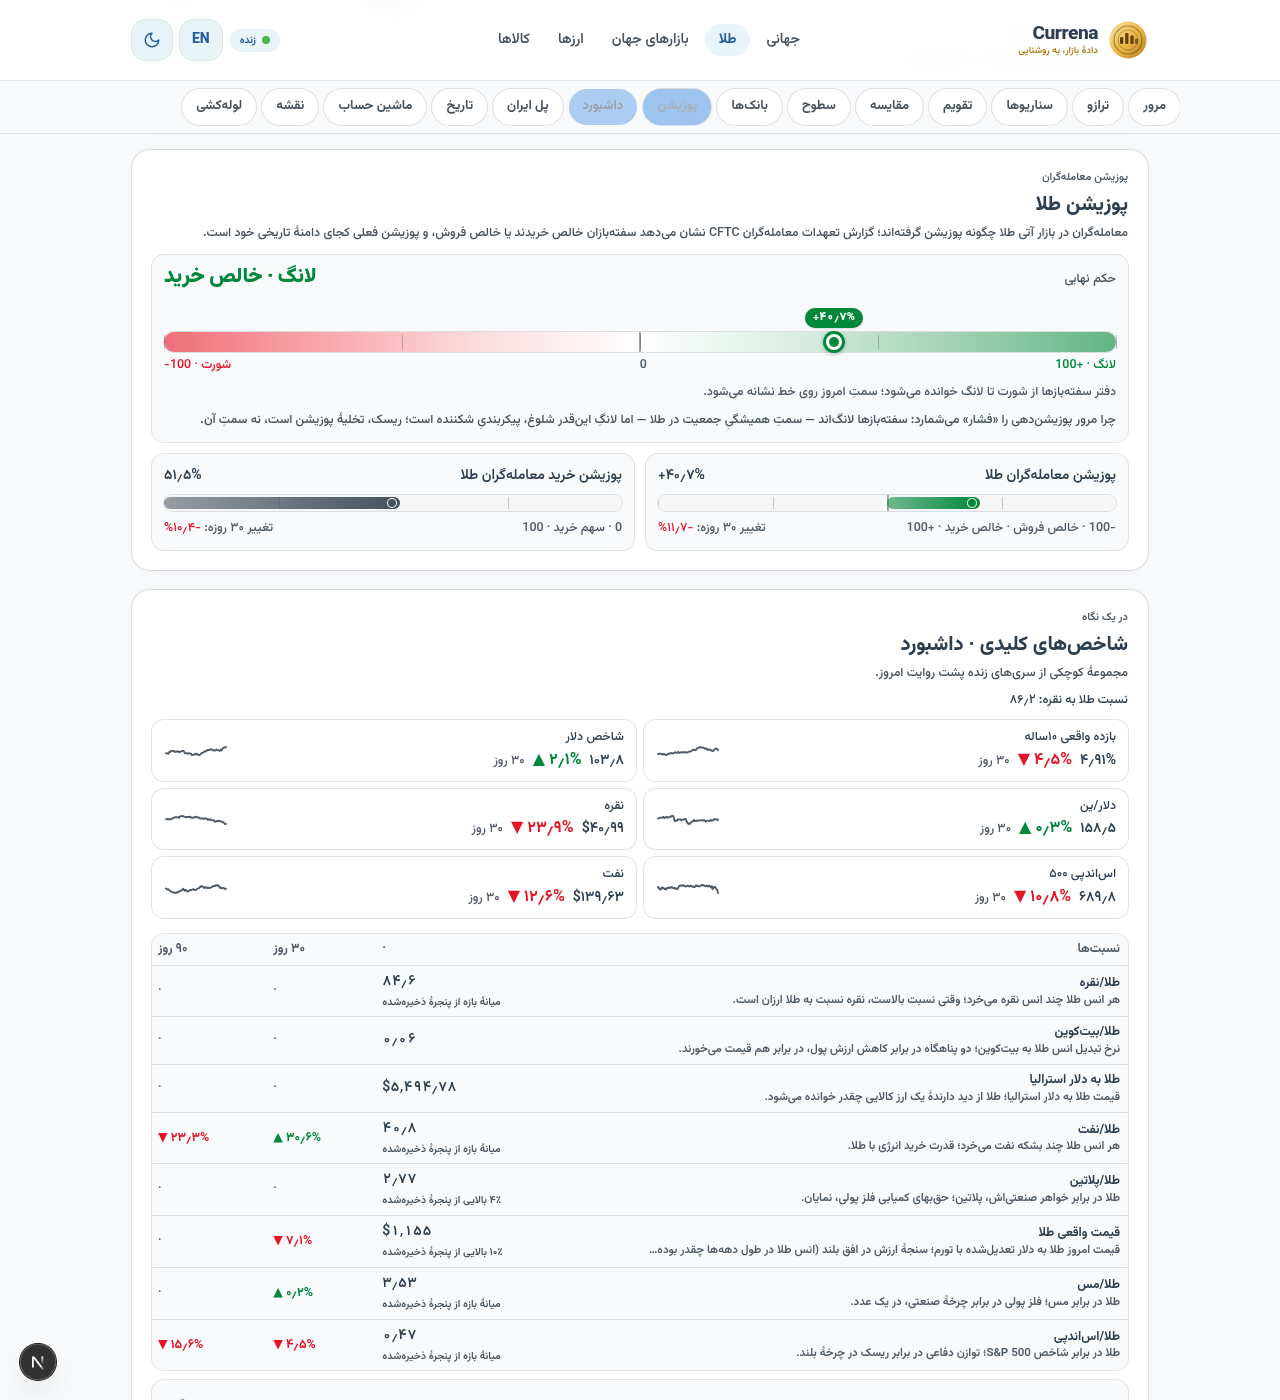 Currena
دادهٔ بازار، به روشنایی
جهانی
طلا
بازارهای جهان
ارزها
کالاها
زنده
EN
مرور
ترازو
سناریوها
تقویم
مقایسه
سطوح
بانک‌ها
پوزیشن
داشبورد
پل ایران
تاریخ
ماشین حساب
نقشه
لوله‌کشی
پوزیشن معامله‌گران
پوزیشن طلا
معامله‌گران در بازار آتی طلا چگونه پوزیشن گرفته‌اند؛ گزارش تعهدات معامله‌گران CFTC نشان می‌دهد سفته‌بازان خالص خریدند یا خالص فروش، و پوزیشن فعلی کجای دامنهٔ تاریخی خود است.
حکم نهایی
لانگ · خالص خرید
+۴۰٫۷%
لانگ · +100
0
شورت · 100-
دفتر سفته‌بازها از شورت تا لانگ خوانده می‌شود؛ سمتِ امروز روی خط نشانه می‌شود.
چرا مرور پوزیشن‌دهی را «فشار» می‌شمارد: سفته‌بازها لانگ‌اند — سمتِ همیشگیِ جمعیت در طلا — اما لانگِ این‌قدر شلوغ، پیکربندیِ شکننده است؛ ریسک، تخلیهٔ پوزیشن است، نه سمتِ آن.
پوزیشن معامله‌گران طلا
+۴۰٫۷%
-100 · خالص فروش · خالص خرید · +100
تغییر ۳۰ روزه: -۱۱٫۷%
پوزیشن خرید معامله‌گران طلا
۵۱٫۵%
0 · سهم خرید · 100
تغییر ۳۰ روزه: -۱۰٫۴%
در یک نگاه
شاخص‌های کلیدی · داشبورد
مجموعهٔ کوچکی از سری‌های زنده پشت روایت امروز.
نسبت طلا به نقره: ۸۶٫۲
بازده واقعی ۱۰ساله
۴٫۹۱% ▼ ۴٫۵% ۳۰ روز
شاخص دلار
۱۰۳٫۸ ▲ ۲٫۱% ۳۰ روز
دلار/ین
۱۵۸٫۵ ▲ ۰٫۳% ۳۰ روز
نقره
$۴۰٫۹۹ ▼ ۲۳٫۹% ۳۰ روز
اس‌اندپی ۵۰۰
۶۸۹٫۸ ▼ ۱۰٫۸% ۳۰ روز
نفت
$۱۳۹٫۶۳ ▼ ۱۲٫۶% ۳۰ روز
نسبت‌ها · ۳۰ روز ۹۰ روز
طلا/نقره
هر انس طلا چند انس نقره می‌خرد؛ وقتی نسبت بالاست، نقره نسبت به طلا ارزان است.
۸۴٫۶
میانهٔ بازه از پنجرهٔ ذخیره‌شده
·
·
طلا/بیت‌کوین
نرخ تبدیل انس طلا به بیت‌کوین؛ دو پناهگاه در برابر کاهش ارزش پول، در برابر هم قیمت می‌خورند.
۰٫۰۶
·
·
طلا به دلار استرالیا
قیمت طلا به دلار استرالیا؛ طلا از دید دارندهٔ یک ارز کالایی چقدر خوانده می‌شود.
$۵,۴۹۴٫۷۸
·
·
طلا/نفت
هر انس طلا چند بشکه نفت می‌خرد؛ قدرت خرید انرژی با طلا.
۴۰٫۸
میانهٔ بازه از پنجرهٔ ذخیره‌شده
▲ ۳۰٫۶%
▼ ۲۳٫۳%
طلا/پلاتین
طلا در برابر خواهر صنعتی‌اش، پلاتین؛ حق‌بهای کمیابی فلز پولی، نمایان.
۲٫۷۷
۴٪ بالایی از پنجرهٔ ذخیره‌شده
·
·
قیمت واقعی طلا
قیمت امروز طلا به دلار تعدیل‌شده با تورم؛ سنجهٔ ارزش در افق بلند (انس طلا در طول دهه‌ها چقدر بوده...
$۱,۱۵۵
۱۰٪ بالایی از پنجرهٔ ذخیره‌شده
▼ ۷٫۱%
·
طلا/مس
طلا در برابر مس؛ فلز پولی در برابر چرخهٔ صنعتی، در یک عدد.
۳٫۵۳
میانهٔ بازه از پنجرهٔ ذخیره‌شده
▲ ۰٫۲%
·
طلا/اس‌اندپی
طلا در برابر شاخص S&P 500؛ توازن دفاعی در برابر ریسک در چرخهٔ بلند.
۰٫۴۷
میانهٔ بازه از پنجرهٔ ذخیره‌شده
▼ ۴٫۵%
▼ ۱۵٫۶%
N